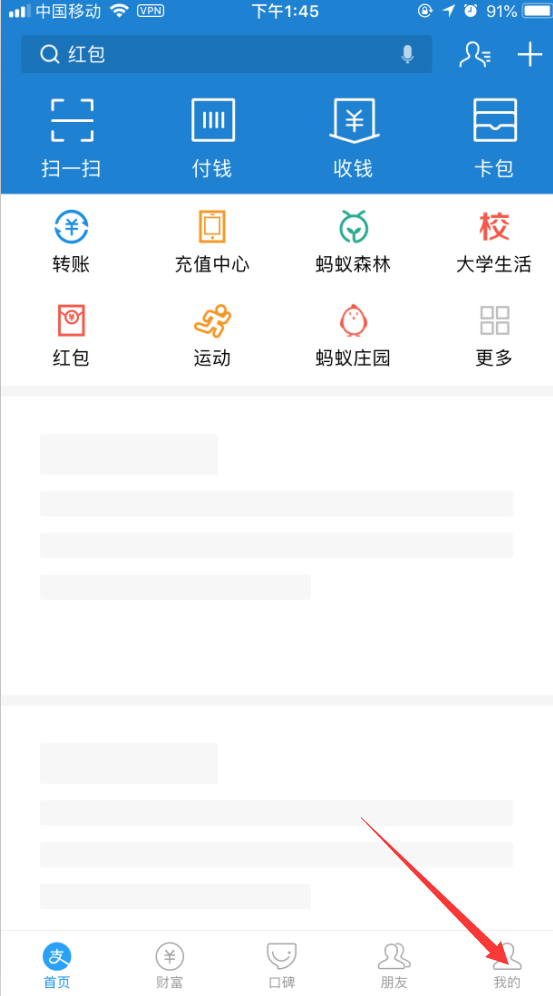 中国移动 VPN 下午1:45 91%
红包
扫一扫 付钱 收钱 卡包
校
转账 充值中心 蚂蚁森林 大学生活
红包 运动 蚂蚁庄园 更多
支
首页 财富 口碑 朋友 我的